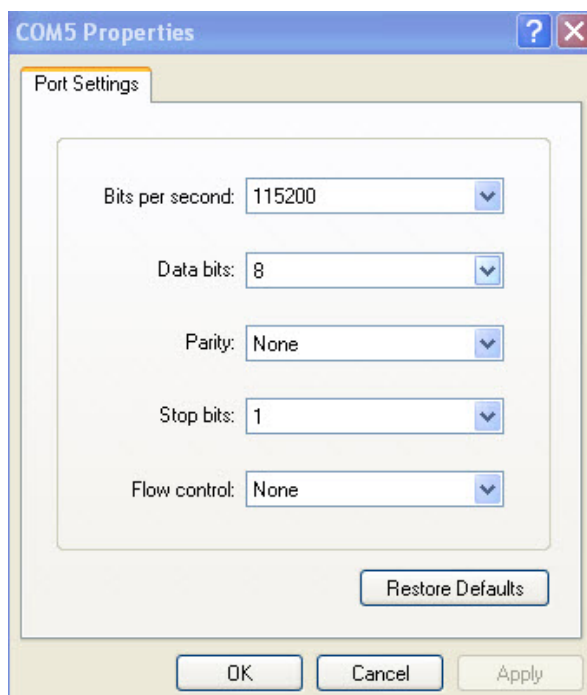 COM5 Properties
Port Settings
Bits per second: 115200
Data bits: 8
Parity: None
Stop bits: 1
Flow control: None
Restore Defaults
OK Cancel Apply